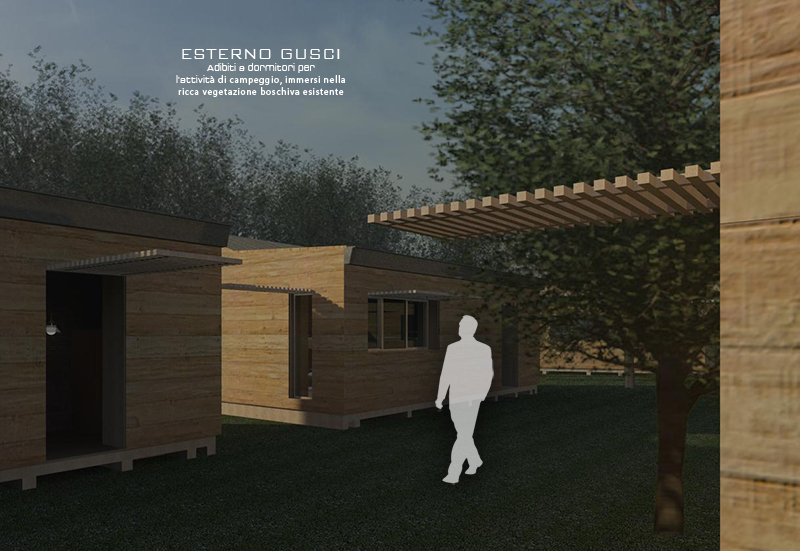 ESTERNO GUSCI
Adibiti a dormitori per
l'attività di campeggio, immersi nella
ricca vegetazione boschiva esistente